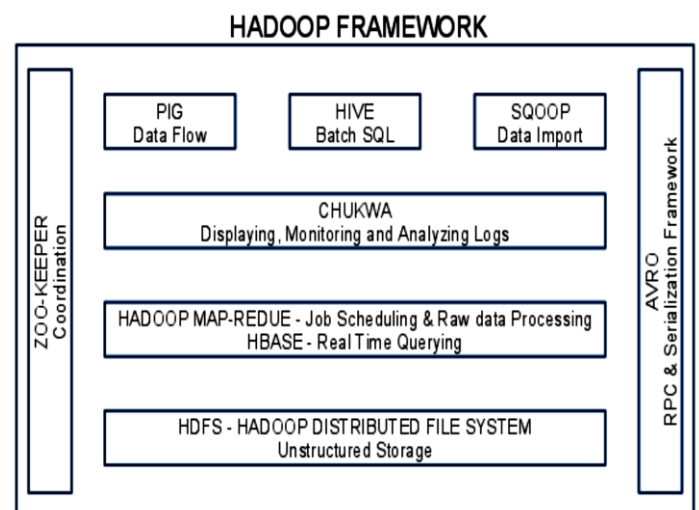 HADOOP FRAMEWORK
ZOO-KEEPER
Coordination
PIG
Data Flow
HIVE
Batch SQL
SQOOP
Data Import
CHUKWA
Displaying, Monitoring and Analyzing Logs
HADOOP MAP-REDUE - Job Scheduling & Raw data Processing
HBASE - Real Time Querying
HDFS - HADOOP DISTRIBUTED FILE SYSTEM
Unstructured Storage
AVRO
RPC & Serialization Framework